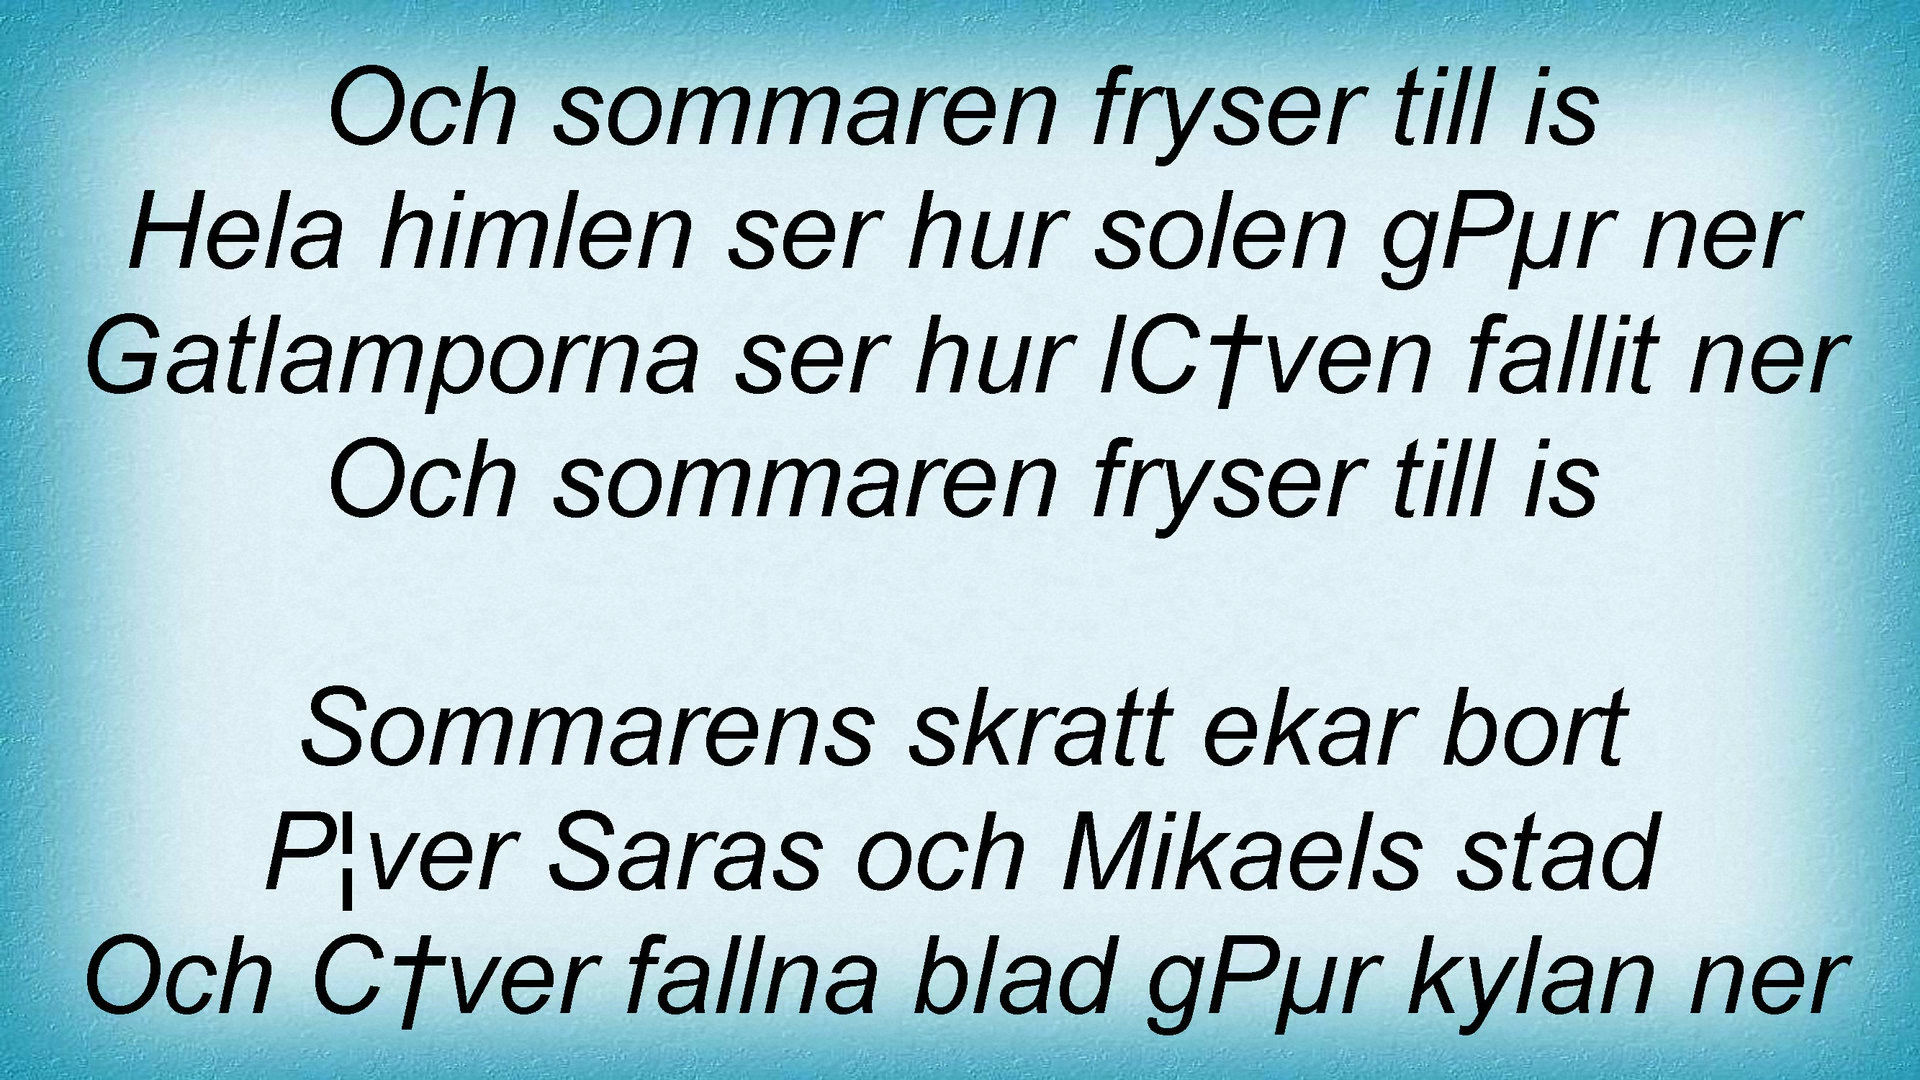 Och sommaren fryser till is
Hela himlen ser hur solen gPµr ner
Gatlamporna ser hur lC†ven fallit ner
Och sommaren fryser till is
Sommarens skratt ekar bort
P¦ver Saras och Mikaels stad
Och C†ver fallna blad gPµr kylan ner